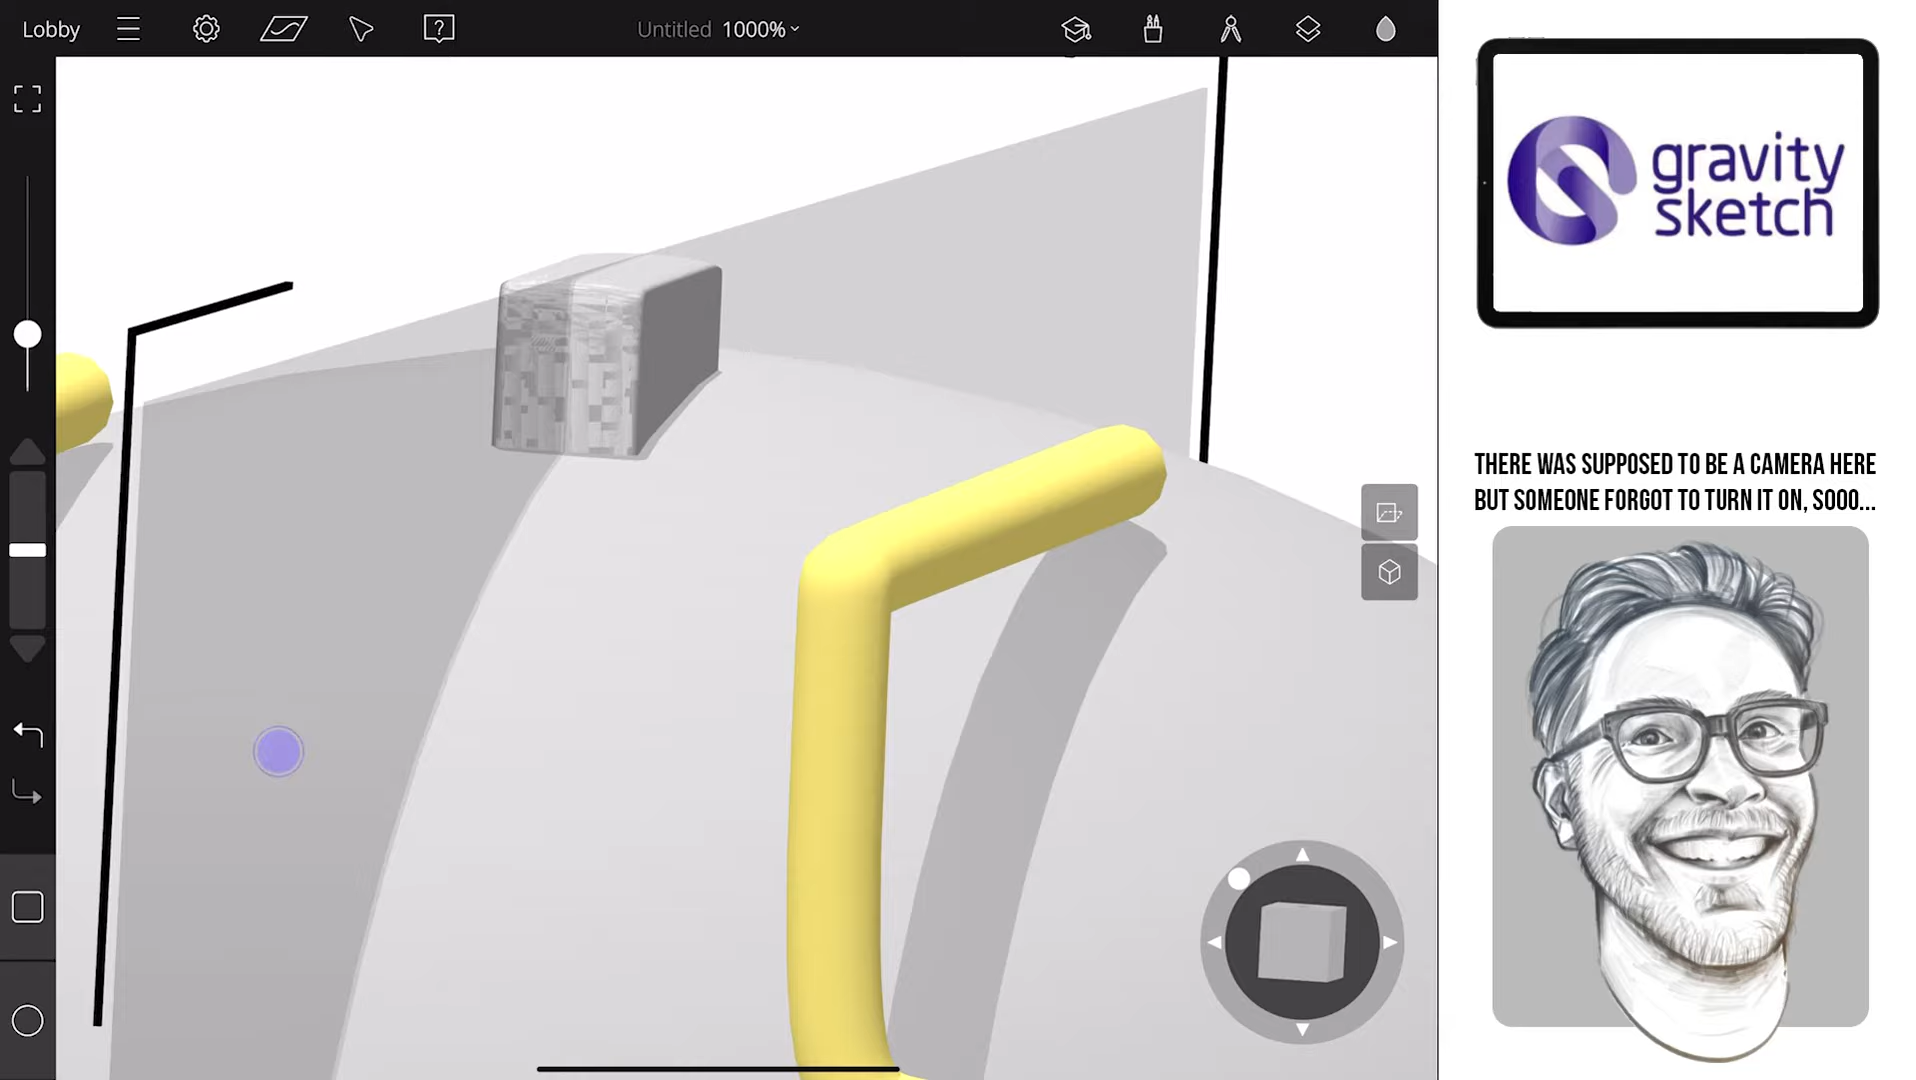 Lobby
Untitled 1000%
?
gravity
sketch
THERE WAS SUPPOSED TO BE A CAMERA HERE
BUT SOMEONE FORGOT TO TURN IT ON, SOOO...